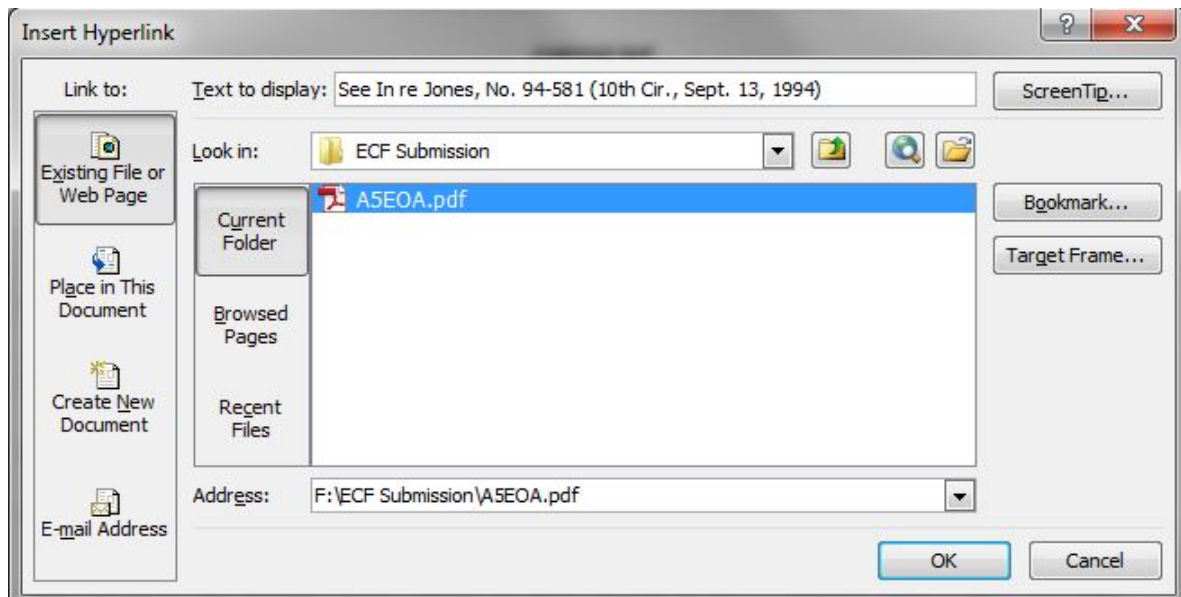 Insert Hyperlink
?
X
Link to:
Text to display: See In re Jones, No. 94-581 (10th Cir., Sept. 13, 1994)
ScreenTip...
Existing File or
Web Page
Look in: ECF Submission
Current
Folder
A5EOA.pdf
Bookmark...
Target Frame...
Place in This
Document
Browsed
Pages
Create New
Document
Recent
Files
E-mail Address
Address: F:\ECF Submission\A5EOA.pdf
OK Cancel